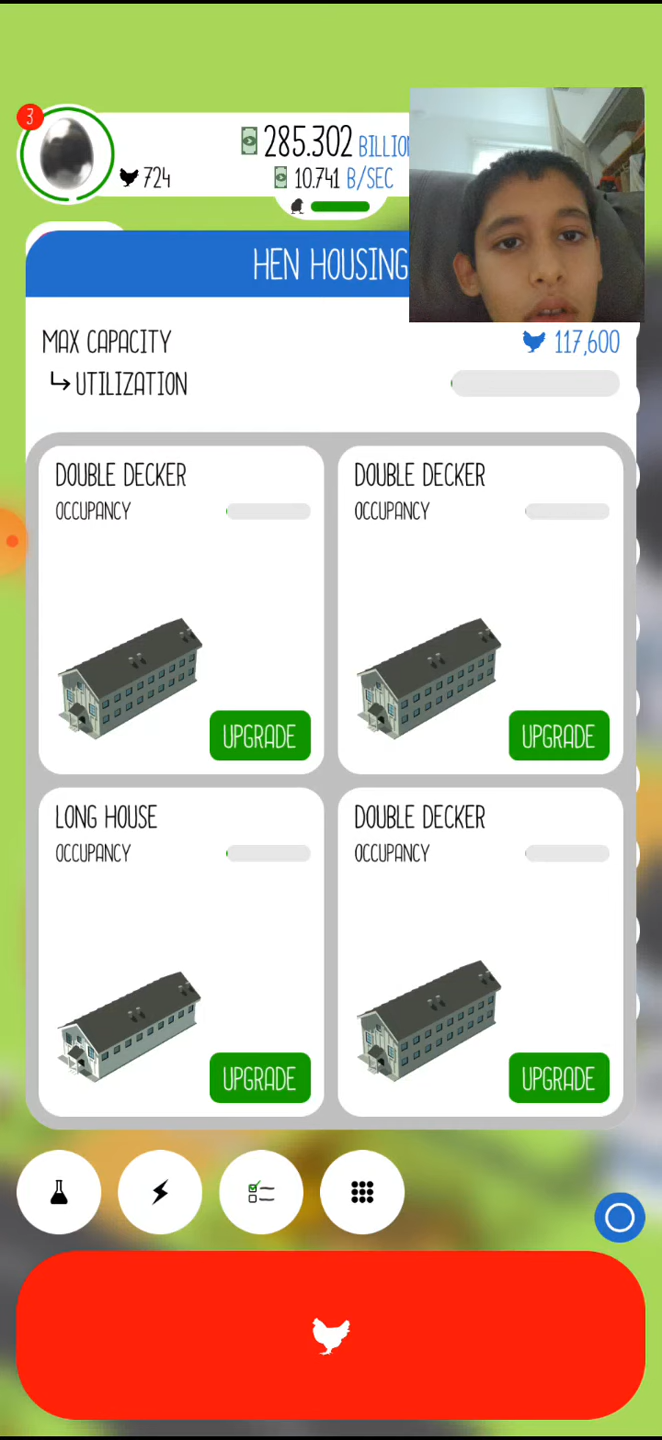 3
285.302 BILLIO
724
10.741 B/SEC
HEN HOUSING
MAX CAPACITY 117,600
UTILIZATION
DOUBLE DECKER
OCCUPANCY
UPGRADE
DOUBLE DECKER
OCCUPANCY
UPGRADE
LONG HOUSE
OCCUPANCY
UPGRADE
DOUBLE DECKER
OCCUPANCY
UPGRADE